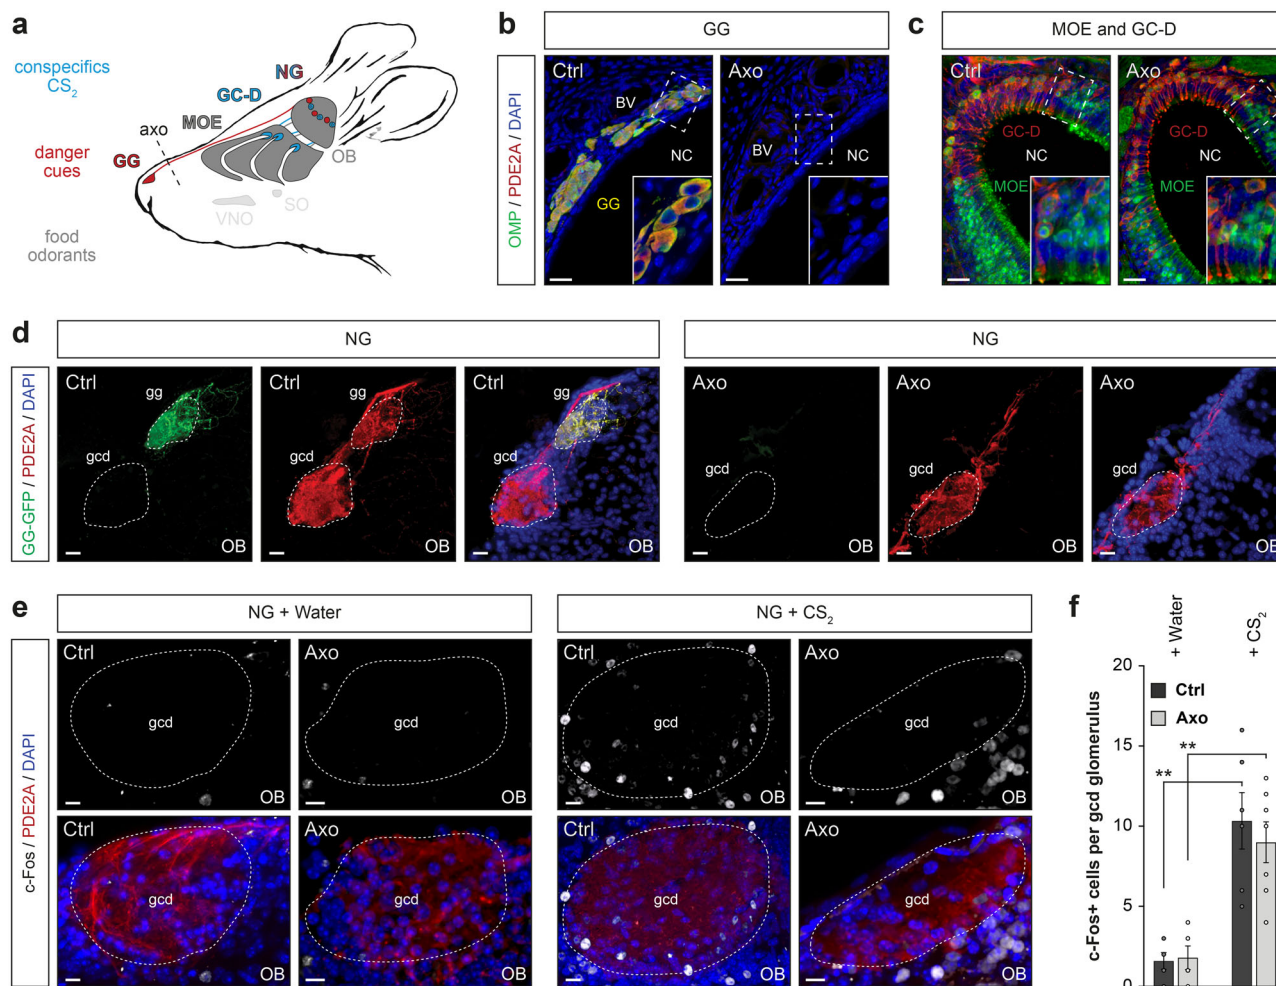 a
conspecifics
CS2
NG
GC-D
MOE
axo
OB
danger
cues
GG
SO
VNO
food
odorants
b
GG
OMP / PDE2A / DAPI
Ctrl
BV
NC
GG
Axo
BV
NC
c
MOE and GC-D
Ctrl
GC-D
NC
MOE
Axo
GC-D
NC
MOE
d
NG
NG
GG-GFP / PDE2A / DAPI
Ctrl
gg
gcd
OB
Ctrl
gg
gcd
OB
Ctrl
gg
gcd
OB
Axo
gcd
OB
Axo
gcd
OB
Axo
gcd
OB
e
NG + Water
NG + CS2
c-Fos / PDE2A / DAPI
Ctrl
gcd
OB
Axo
gcd
OB
Ctrl
gcd
OB
Axo
gcd
OB
Ctrl
gcd
OB
Axo
gcd
OB
Ctrl
gcd
OB
Axo
gcd
OB
f
+ Water
+ CS2
c-Fos+ cells per gcd glomerulus
20
15
10
5
0
Ctrl
Axo
**
**